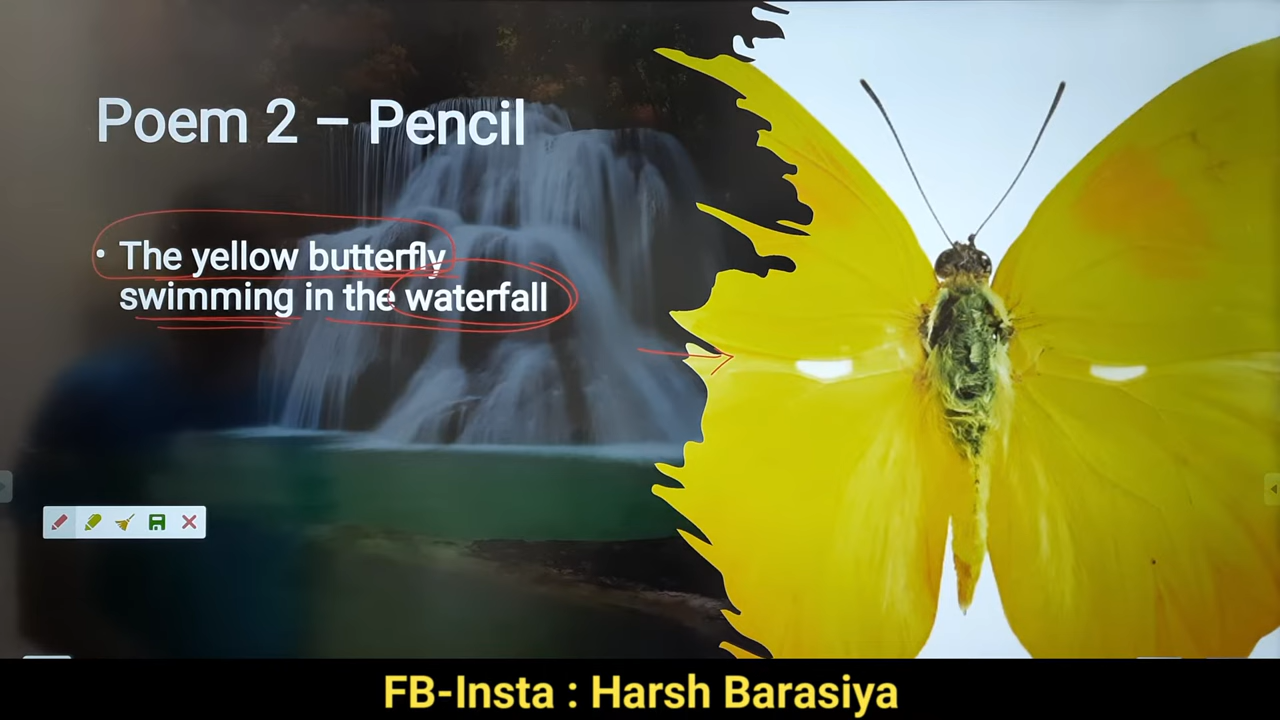 Poem 2 – Pencil
• The yellow butterfly
swimming in the waterfall
FB-Insta : Harsh Barasiya